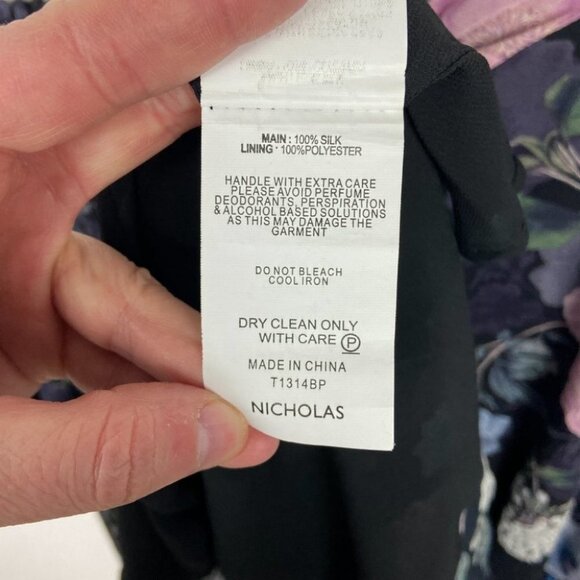 MAIN : 100% SILK
LINING · 100%POLYESTER
HANDLE WITH EXTRA CARE
PLEASE AVOID PERFUME
DEODORANTS, PERSPIRATION
& ALCOHOL BASED SOLUTIONS
AS THIS MAY DAMAGE THE
GARMENT
DO NOT BLEACH
COOL IRON
DRY CLEAN ONLY
WITH CARE Ⓟ
MADE IN CHINA
T1314BP
NICHOLAS